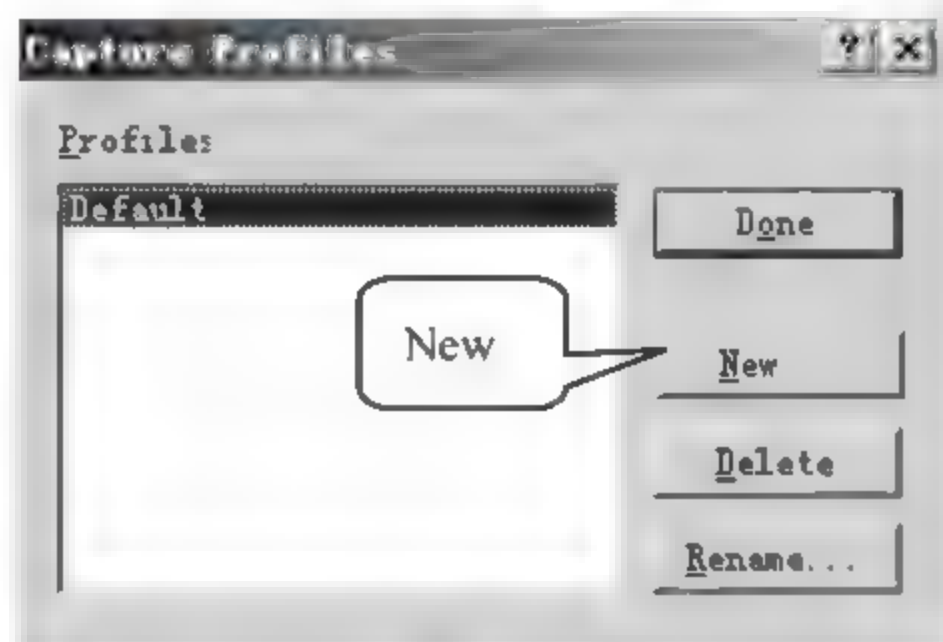 Capture Profiles
Profiles
Default
Done
New
New
Delete
Rename...